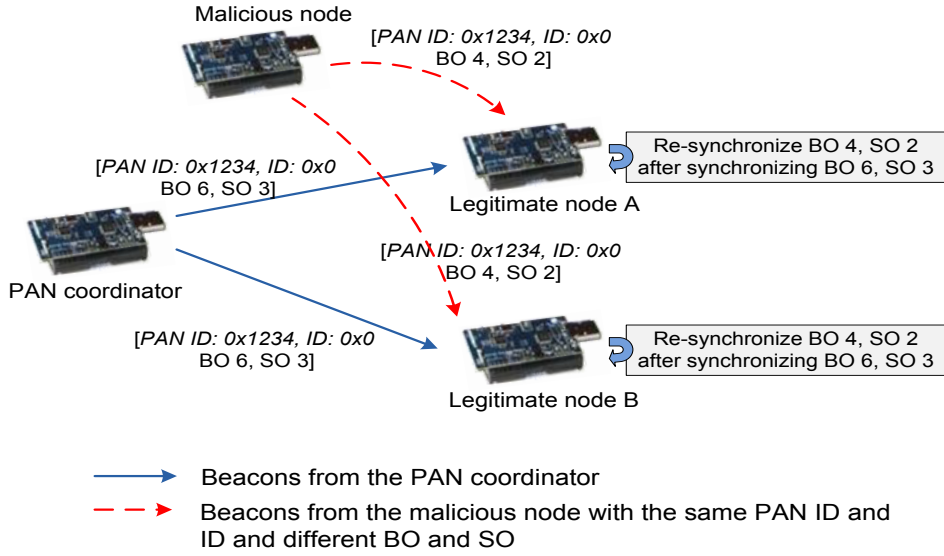 Malicious node
[PAN ID: 0x1234, ID: 0x0
BO 4, SO 2]
Re-synchronize BO 4, SO 2
after synchronizing BO 6, SO 3
[PAN ID: 0x1234, ID: 0x0
BO 6, SO 3]
Legitimate node A
[PAN ID: 0x1234, ID: 0x0
BO 4, SO 2]
PAN coordinator
[PAN ID: 0x1234, ID: 0x0
BO 6, SO 3]
Re-synchronize BO 4, SO 2
after synchronizing BO 6, SO 3
Legitimate node B
Beacons from the PAN coordinator
Beacons from the malicious node with the same PAN ID and
ID and different BO and SO